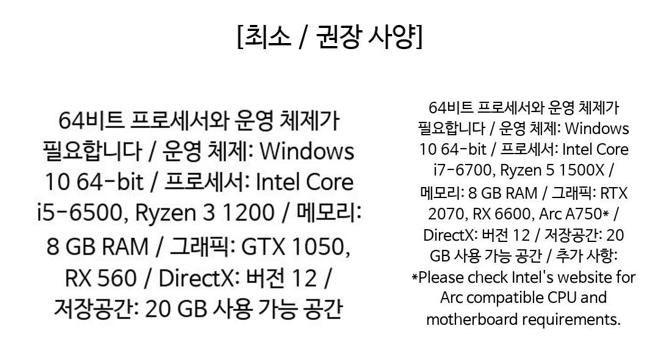 [최소 / 권장 사양]
64비트 프로세서와 운영 체제가
필요합니다 / 운영 체제: Windows
10 64-bit / 프로세서: Intel Core
i5-6500, Ryzen 3 1200 / 메모리:
8 GB RAM / 그래픽: GTX 1050,
RX 560 / DirectX: 버전 12 /
저장공간: 20 GB 사용 가능 공간
64비트 프로세서와 운영 체제가
필요합니다 / 운영 체제: Windows
10 64-bit / 프로세서: Intel Core
i7-6700, Ryzen 5 1500X /
메모리: 8 GB RAM / 그래픽: RTX
2070, RX 6600, Arc A750* /
DirectX: 버전 12 / 저장공간: 20
GB 사용 가능 공간 / 추가 사항:
*Please check Intel's website for
Arc compatible CPU and
motherboard requirements.